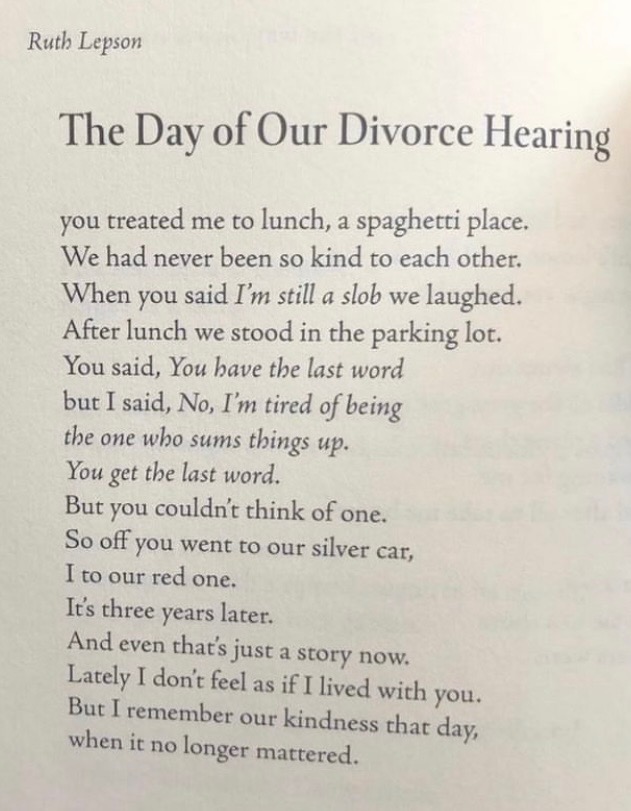 Ruth Lepson
The Day of Our Divorce Hearing
you treated me to lunch, a spaghetti place.
We had never been so kind to each other.
When you said I'm still a slob we laughed.
After lunch we stood in the parking lot.
You said, You have the last word
but I said, No, I'm tired of being
the one who sums things up.
You get the last word.
But you couldn't think of one.
So off you went to our silver car,
I to our red one.
It's three years later.
And even that's just a story now.
Lately I don't feel as if I lived with you.
But I remember our kindness that day,
when it no longer mattered.